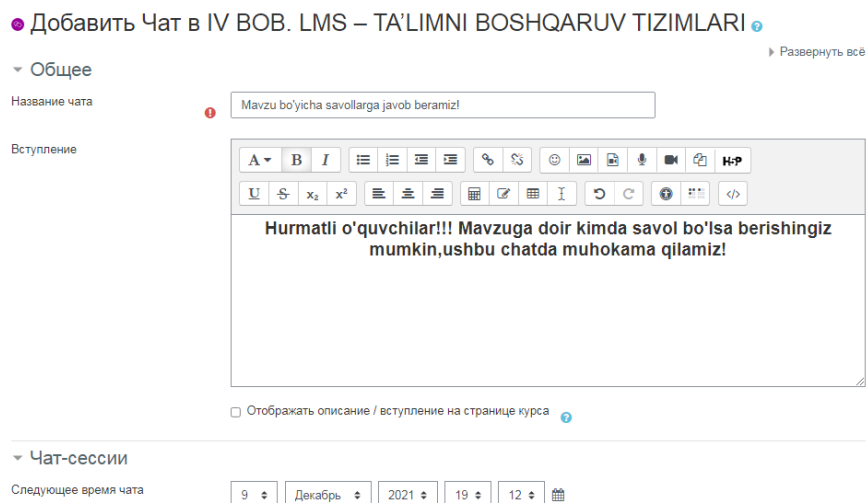 Добавить Чат в IV BOB. LMS – TA’LIMNI BOSHQARUV TIZIMLARI
Развернуть всё
Общее
Название чата
Mavzu bo'yicha savollarga javob beramiz!
Вступление
A B I H5P
U S x₂ x²
Hurmatli o'quvchilar!!! Mavzuga doir kimda savol bo'lsa berishingiz
mumkin,ushbu chatda muhokama qilamiz!
Отображать описание / вступление на странице курса
Чат-сессии
Следующее время чата
9 Декабрь 2021 19 12